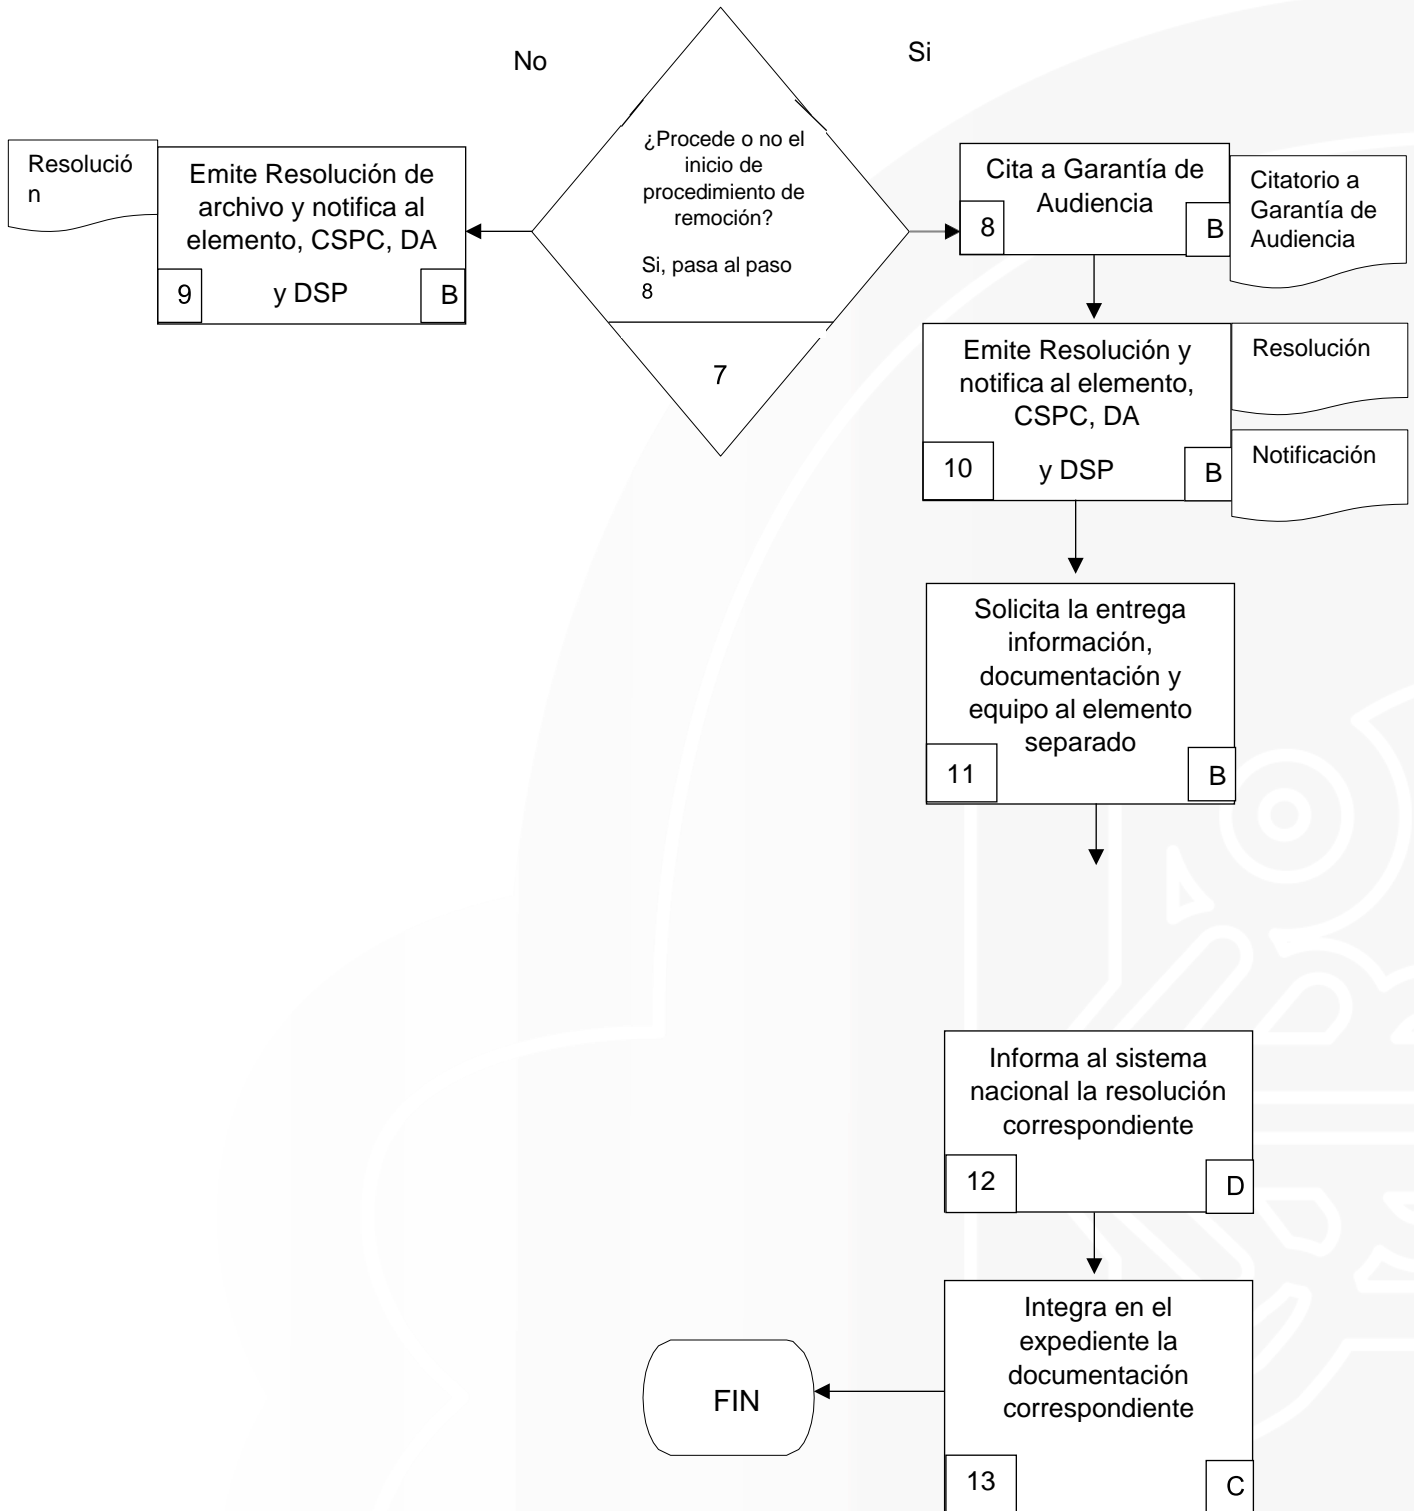 No
Si
¿Procede o no el
inicio de
procedimiento de
remoción?
Si, pasa al paso
8
7
Resolució
n
Emite Resolución de
archivo y notifica al
elemento, CSPC, DA
y DSP
9
B
Cita a Garantía de
Audiencia
8
B
Citatorio a
Garantía de
Audiencia
Emite Resolución y
notifica al elemento,
CSPC, DA
y DSP
10
B
Resolución
Notificación
Solicita la entrega
información,
documentación y
equipo al elemento
separado
11
B
Informa al sistema
nacional la resolución
correspondiente
12
D
Integra en el
expediente la
documentación
correspondiente
13
C
FIN